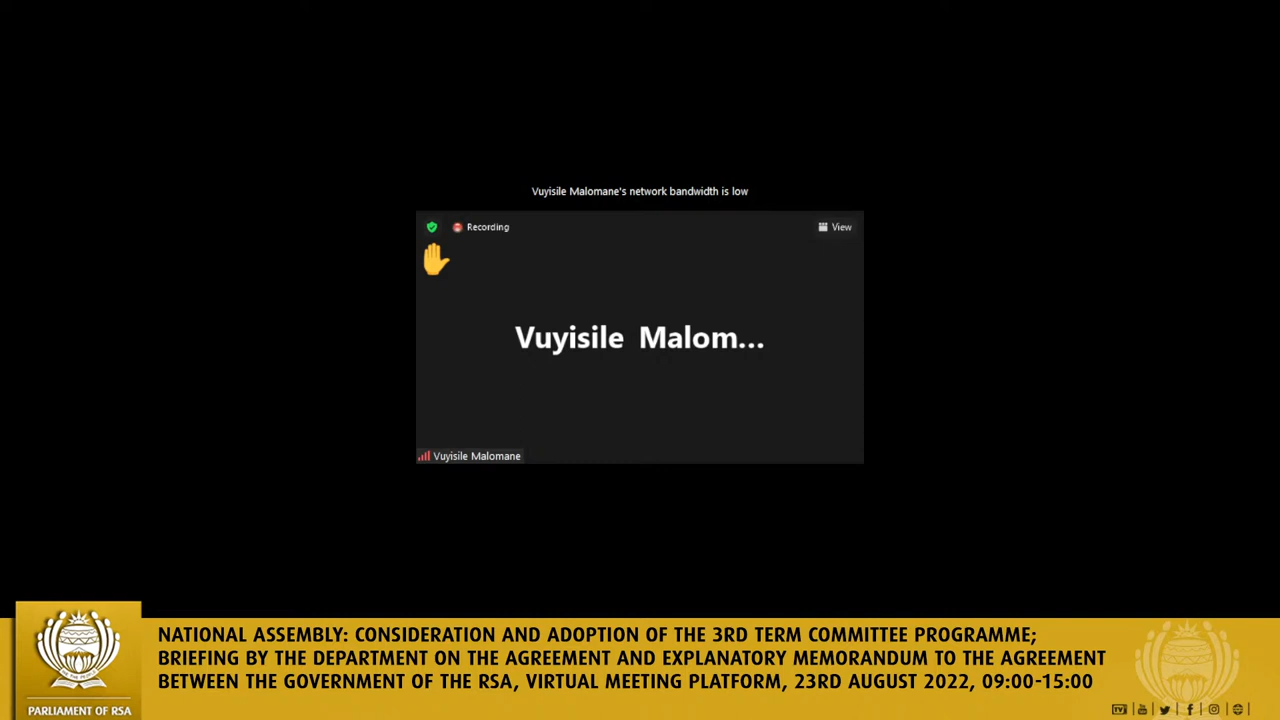 Vuyisile Malomane's network bandwidth is low
Recording
View
Vuyisile Malom...
Vuyisile Malomane
NATIONAL ASSEMBLY: CONSIDERATION AND ADOPTION OF THE 3RD TERM COMMITTEE PROGRAMME;
BRIEFING BY THE DEPARTMENT ON THE AGREEMENT AND EXPLANATORY MEMORANDUM TO THE AGREEMENT
BETWEEN THE GOVERNMENT OF THE RSA, VIRTUAL MEETING PLATFORM, 23RD AUGUST 2022, 09:00-15:00
PARLIAMENT OF RSA